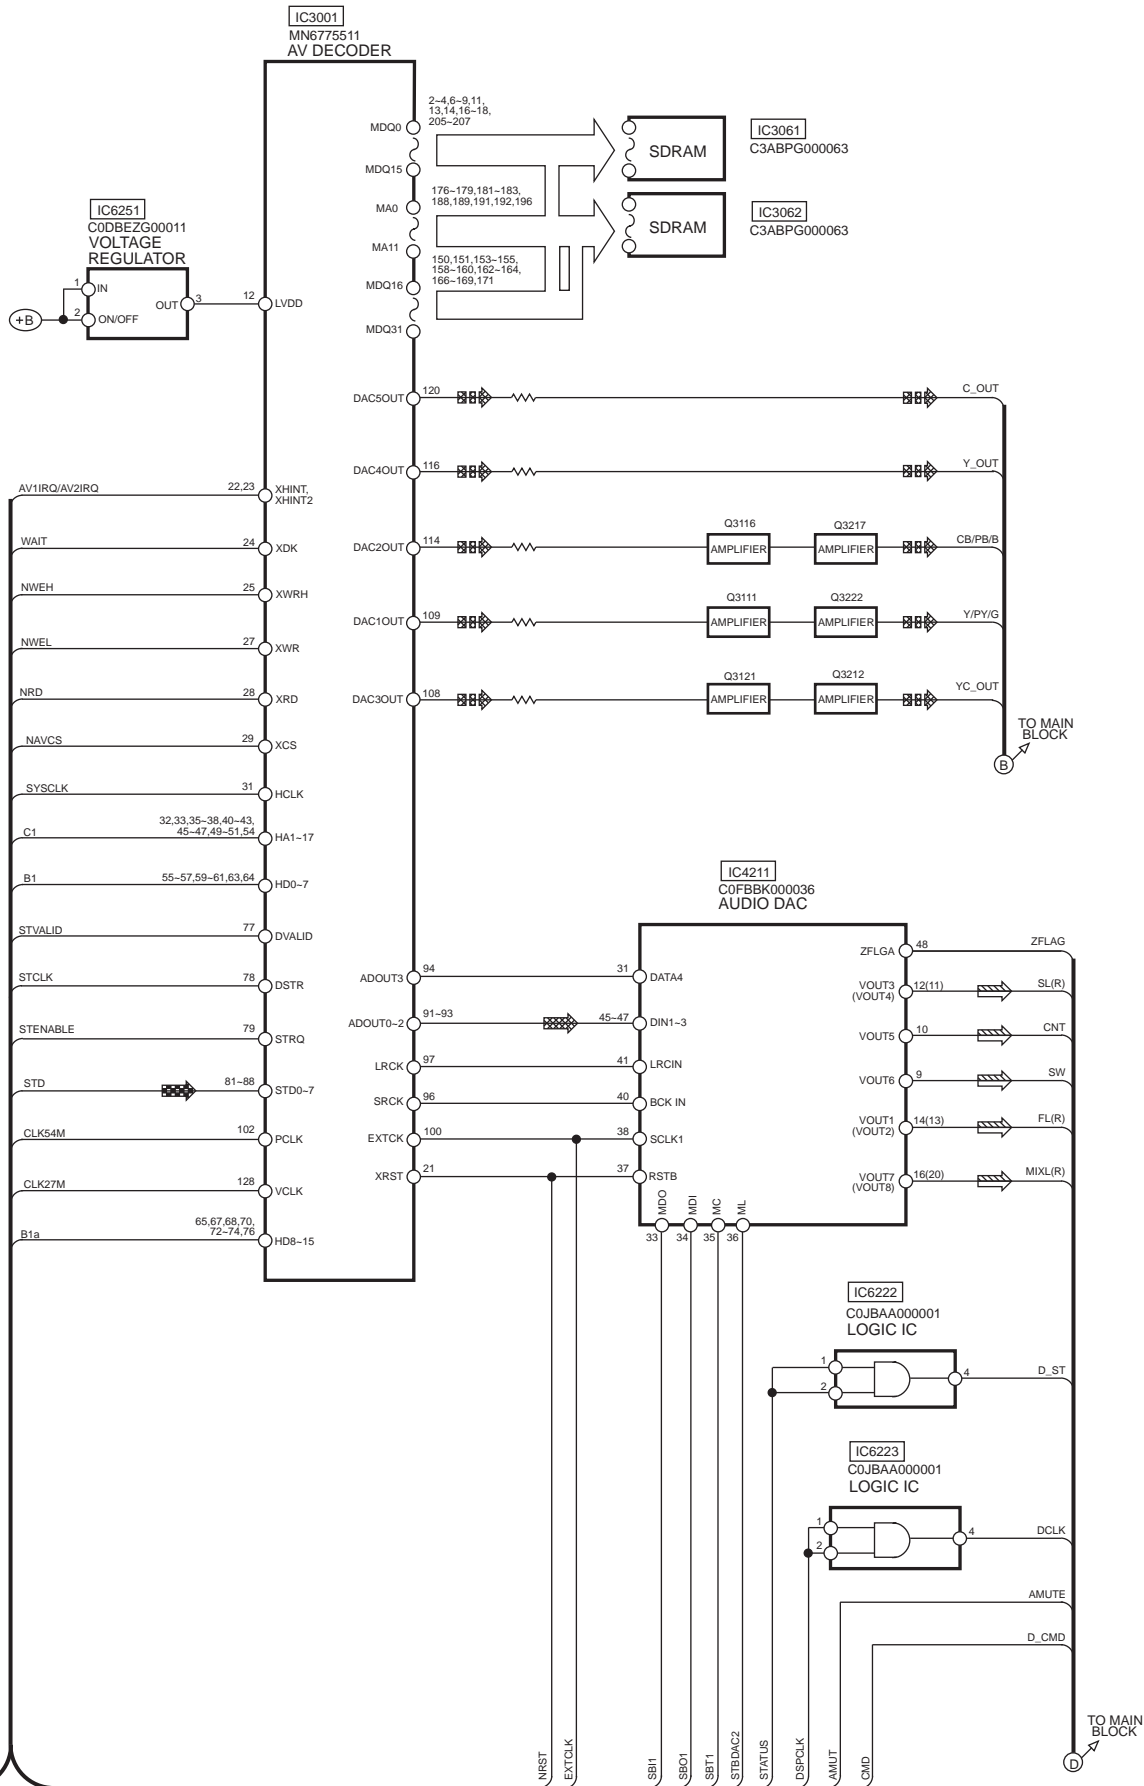 IC3001
MN6775511
AV DECODER
MDQ0
2~4,6~9,11,
13,14,16~18,
205~207
MDQ15
SDRAM
IC3061
C3ABPG000063
MA0
176~179,181~183,
188,189,191,192,196
MA11
SDRAM
IC3062
C3ABPG000063
150,151,153~155,
158~160,162~164,
166~169,171
MDQ16
MDQ31
IC6251
C0DBEZG00011
VOLTAGE
REGULATOR
+B
1
IN
2
ON/OFF
OUT
3
12
LVDD
DAC5OUT
120
C_OUT
DAC4OUT
116
Y_OUT
DAC2OUT
114
Q3116
AMPLIFIER
Q3217
AMPLIFIER
CB/PB/B
DAC1OUT
109
Q3111
AMPLIFIER
Q3222
AMPLIFIER
Y/PY/G
DAC3OUT
108
Q3121
AMPLIFIER
Q3212
AMPLIFIER
YC_OUT
TO MAIN
BLOCK
B
AV1IRQ/AV2IRQ
22,23
XHINT,
XHINT2
WAIT
24
XDK
NWEH
25
XWRH
NWEL
27
XWR
NRD
28
XRD
NAVCS
29
XCS
SYSCLK
31
HCLK
C1
32,33,35~38,40~43,
45~47,49~51,54
HA1~17
B1
55~57,59~61,63,64
HD0~7
STVALID
77
DVALID
STCLK
78
DSTR
STENABLE
79
STRQ
STD
81~88
STD0~7
CLK54M
102
PCLK
CLK27M
128
VCLK
B1a
65,67,68,70,
72~74,76
HD8~15
IC4211
C0FBBK000036
AUDIO DAC
ADOUT3
94
31
DATA4
ADOUT0~2
91~93
45~47
DIN1~3
LRCK
97
41
LRCIN
SRCK
96
40
BCK IN
EXTCK
100
38
SCLK1
XRST
21
37
RSTB
ZFLGA
48
ZFLAG
VOUT3
(VOUT4)
12(11)
SL(R)
VOUT5
10
CNT
VOUT6
9
SW
VOUT1
(VOUT2)
14(13)
FL(R)
VOUT7
(VOUT8)
16(20)
MIXL(R)
MDO
MDI
MC
ML
33
34
35
36
IC6222
C0JBAA000001
LOGIC IC
1
2
4
D_ST
IC6223
C0JBAA000001
LOGIC IC
1
2
4
DCLK
AMUTE
D_CMD
TO MAIN
BLOCK
D
NRST
EXTCLK
SBI1
SBO1
SBT1
STBDAC2
STATUS
DSPCLK
AMUT
CMD